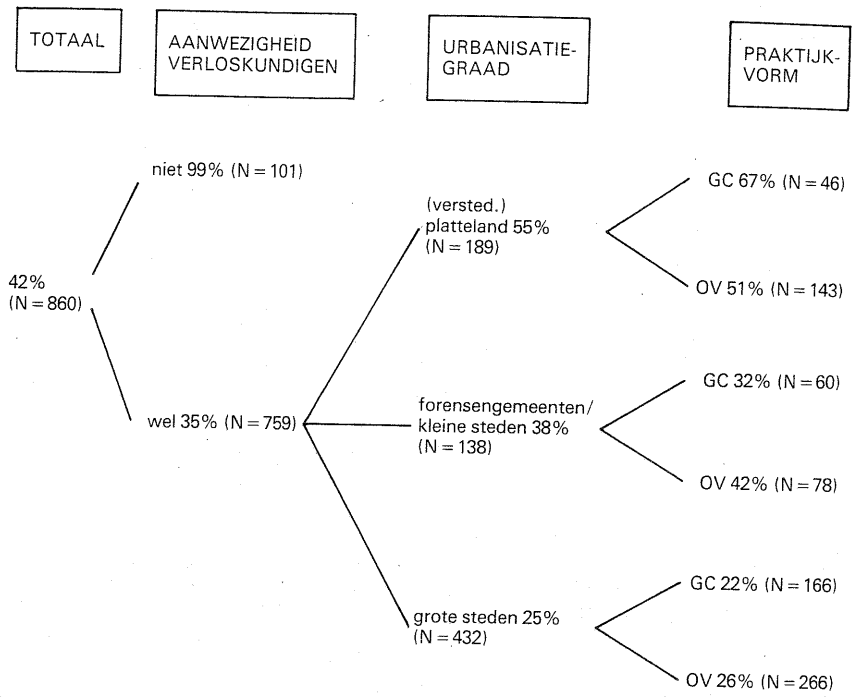 TOTAAL
AANWEZIGHEID
VERLOSKUNDIGEN
URBANISATIE-
GRAAD
PRAKTIJK-
VORM
42%
(N = 860)
niet 99% (N = 101)
wel 35% (N = 759)
(versted.)
platteland 55%
(N = 189)
forensengemeenten/
kleine steden 38%
(N = 138)
grote steden 25%
(N = 432)
GC 67% (N = 46)
OV 51% (N = 143)
GC 32% (N = 60)
OV 42% (N = 78)
GC 22% (N = 166)
OV 26% (N = 266)